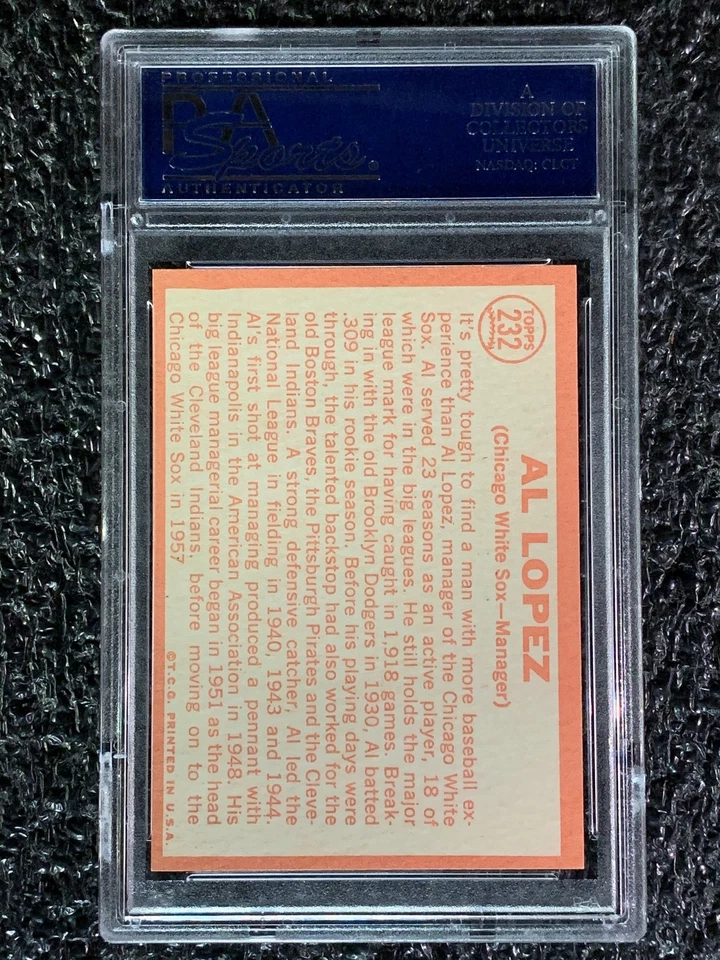 PROFESSIONAL
PSA
Sports
AUTHENTICATOR
A
DIVISION OF
COLLECTORS
UNIVERSE
NASDAQ: CLCT
TOPPS
232
AL LOPEZ
(Chicago White Sox—Manager)
It's pretty tough to find a man with more baseball ex-
perience than Al Lopez, manager of the Chicago White
Sox. Al served 23 seasons as an active player, 18 of
which were in the big leagues. He still holds the major
league mark for having caught in 1,918 games. Break-
ing in with the old Brooklyn Dodgers in 1930, Al batted
.309 in his rookie season. Before his playing days were
through, the talented backstop had also worked for the
old Boston Braves, the Pittsburgh Pirates and the Cleve-
land Indians. A strong defensive catcher, Al led the
National League in fielding in 1940, 1943 and 1944.
Al's first shot at managing produced a pennant with
Indianapolis in the American Association in 1948. His
big league managerial career began in 1951 as the head
of the Cleveland Indians, before moving on to the
Chicago White Sox in 1957
©T.C.G. PRINTED IN U.S.A.